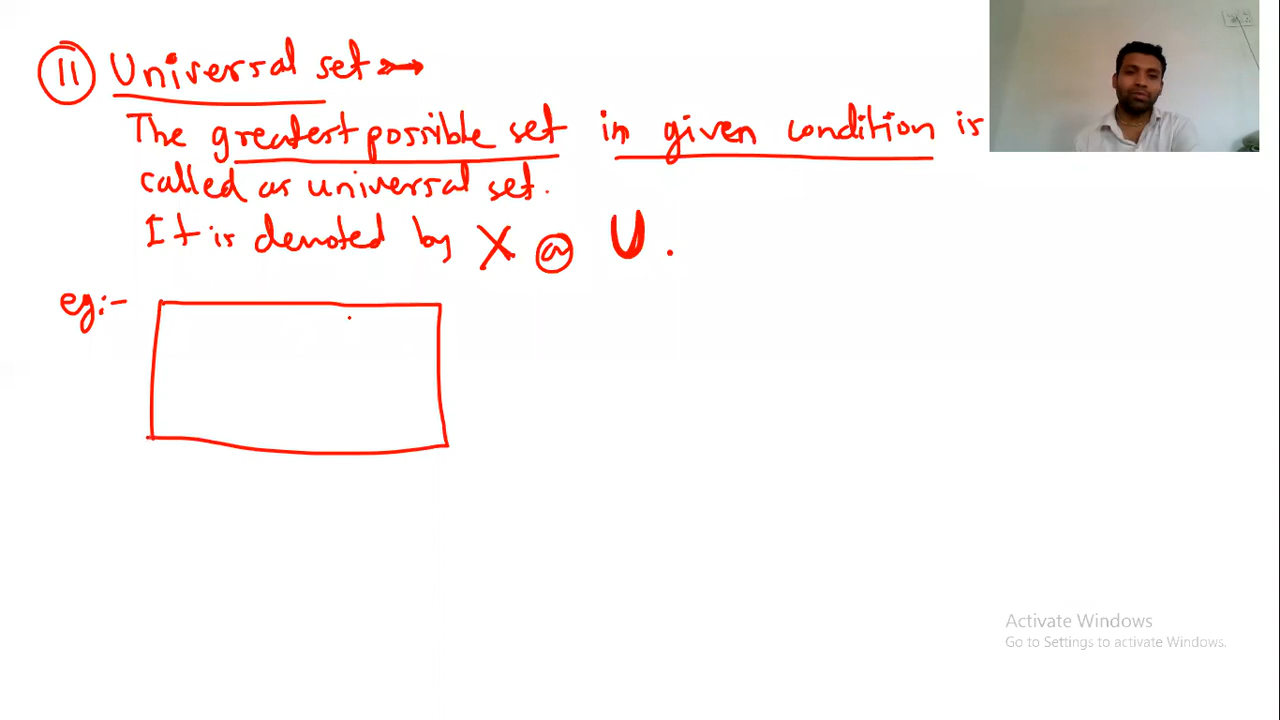 11 Universal set
The greatest possible set in given condition is
called as universal set.
It is denoted by X or U.
eg:-
Activate Windows
Go to Settings to activate Windows.